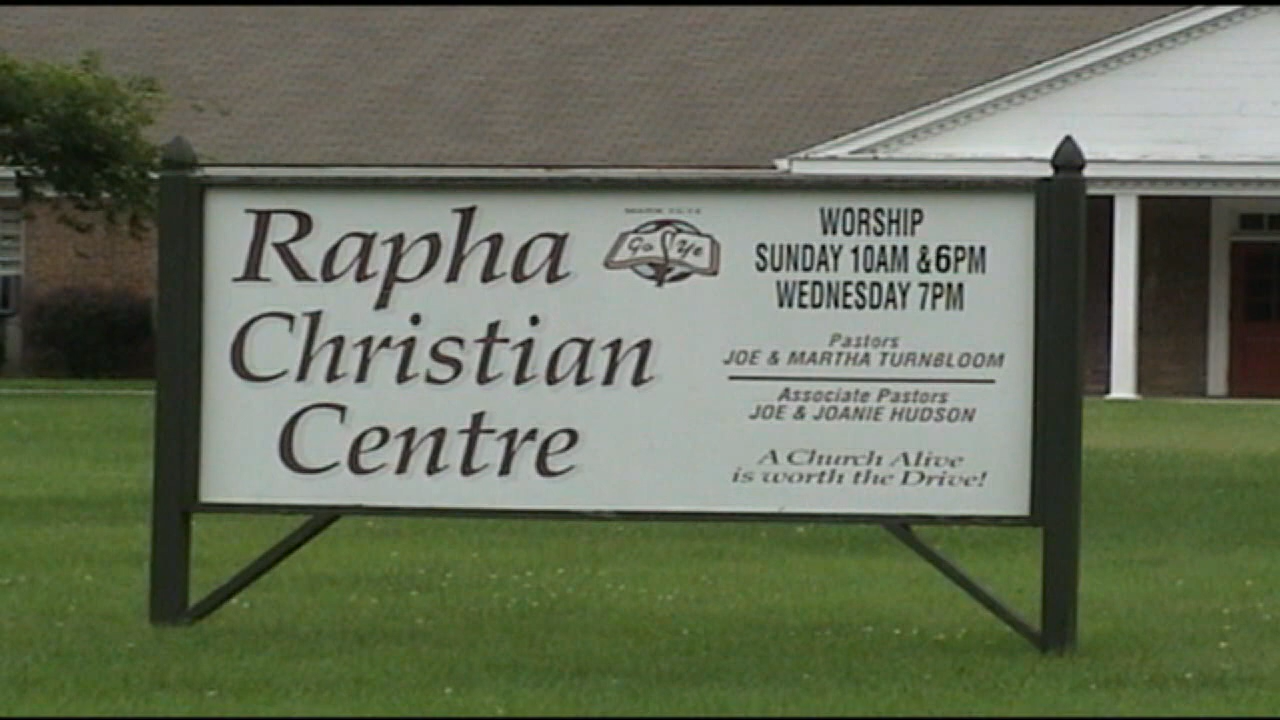 Rapha
Christian
Centre
Go Ye
WORSHIP
SUNDAY 10AM & 6PM
WEDNESDAY 7PM
Pastors
JOE & MARTHA TURNBLOOM
Associate Pastors
JOE & JOANIE HUDSON
A Church Alive
is worth the Drive!